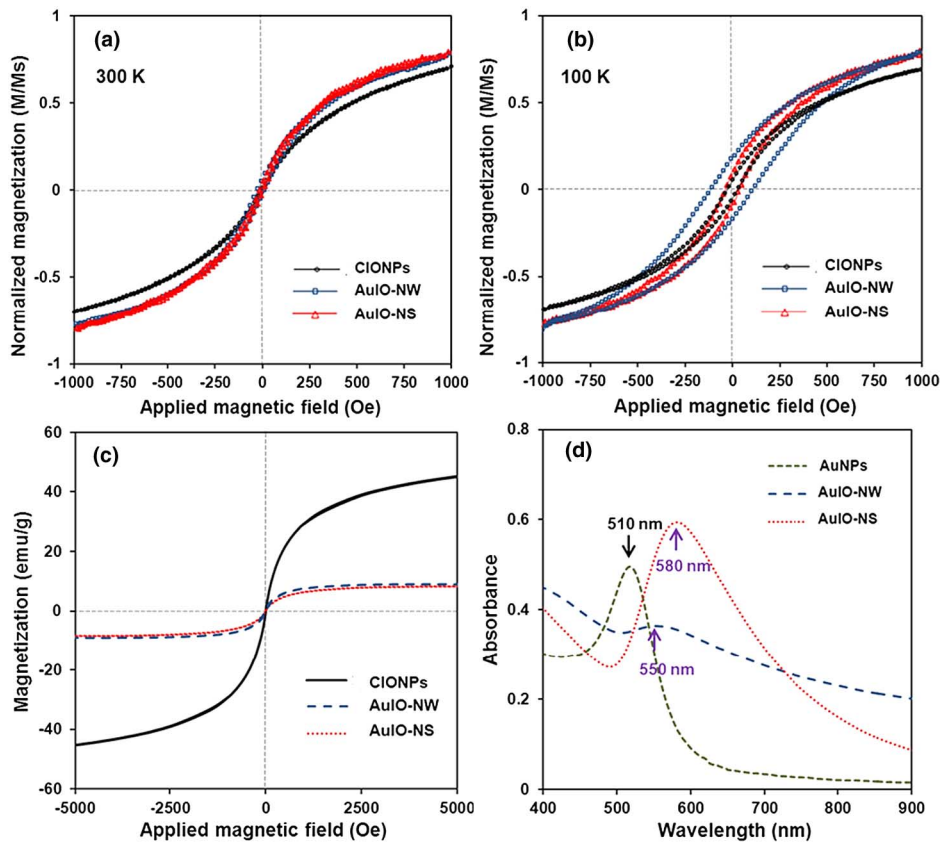 (a)
300 K
Normalized magnetization (M/Ms)
1
0.5
0
-0.5
-1
CIONPs
AuIO-NW
AuIO-NS
-1000 -750 -500 -250 0 250 500 750 1000
Applied magnetic field (Oe)
(b)
100 K
Normalized magnetization (M/Ms)
1
0.5
0
-0.5
-1
CIONPs
AuIO-NW
AuIO-NS
-1000 -750 -500 -250 0 250 500 750 1000
Applied magnetic field (Oe)
(c)
Magnetization (emu/g)
60
40
20
0
-20
-40
-60
CIONPs
AuIO-NW
AuIO-NS
-5000 -2500 0 2500 5000
Applied magnetic field (Oe)
(d)
Absorbance
0.8
0.6
0.4
0.2
0
AuNPs
AuIO-NW
AuIO-NS
510 nm
580 nm
550 nm
400 500 600 700 800 900
Wavelength (nm)